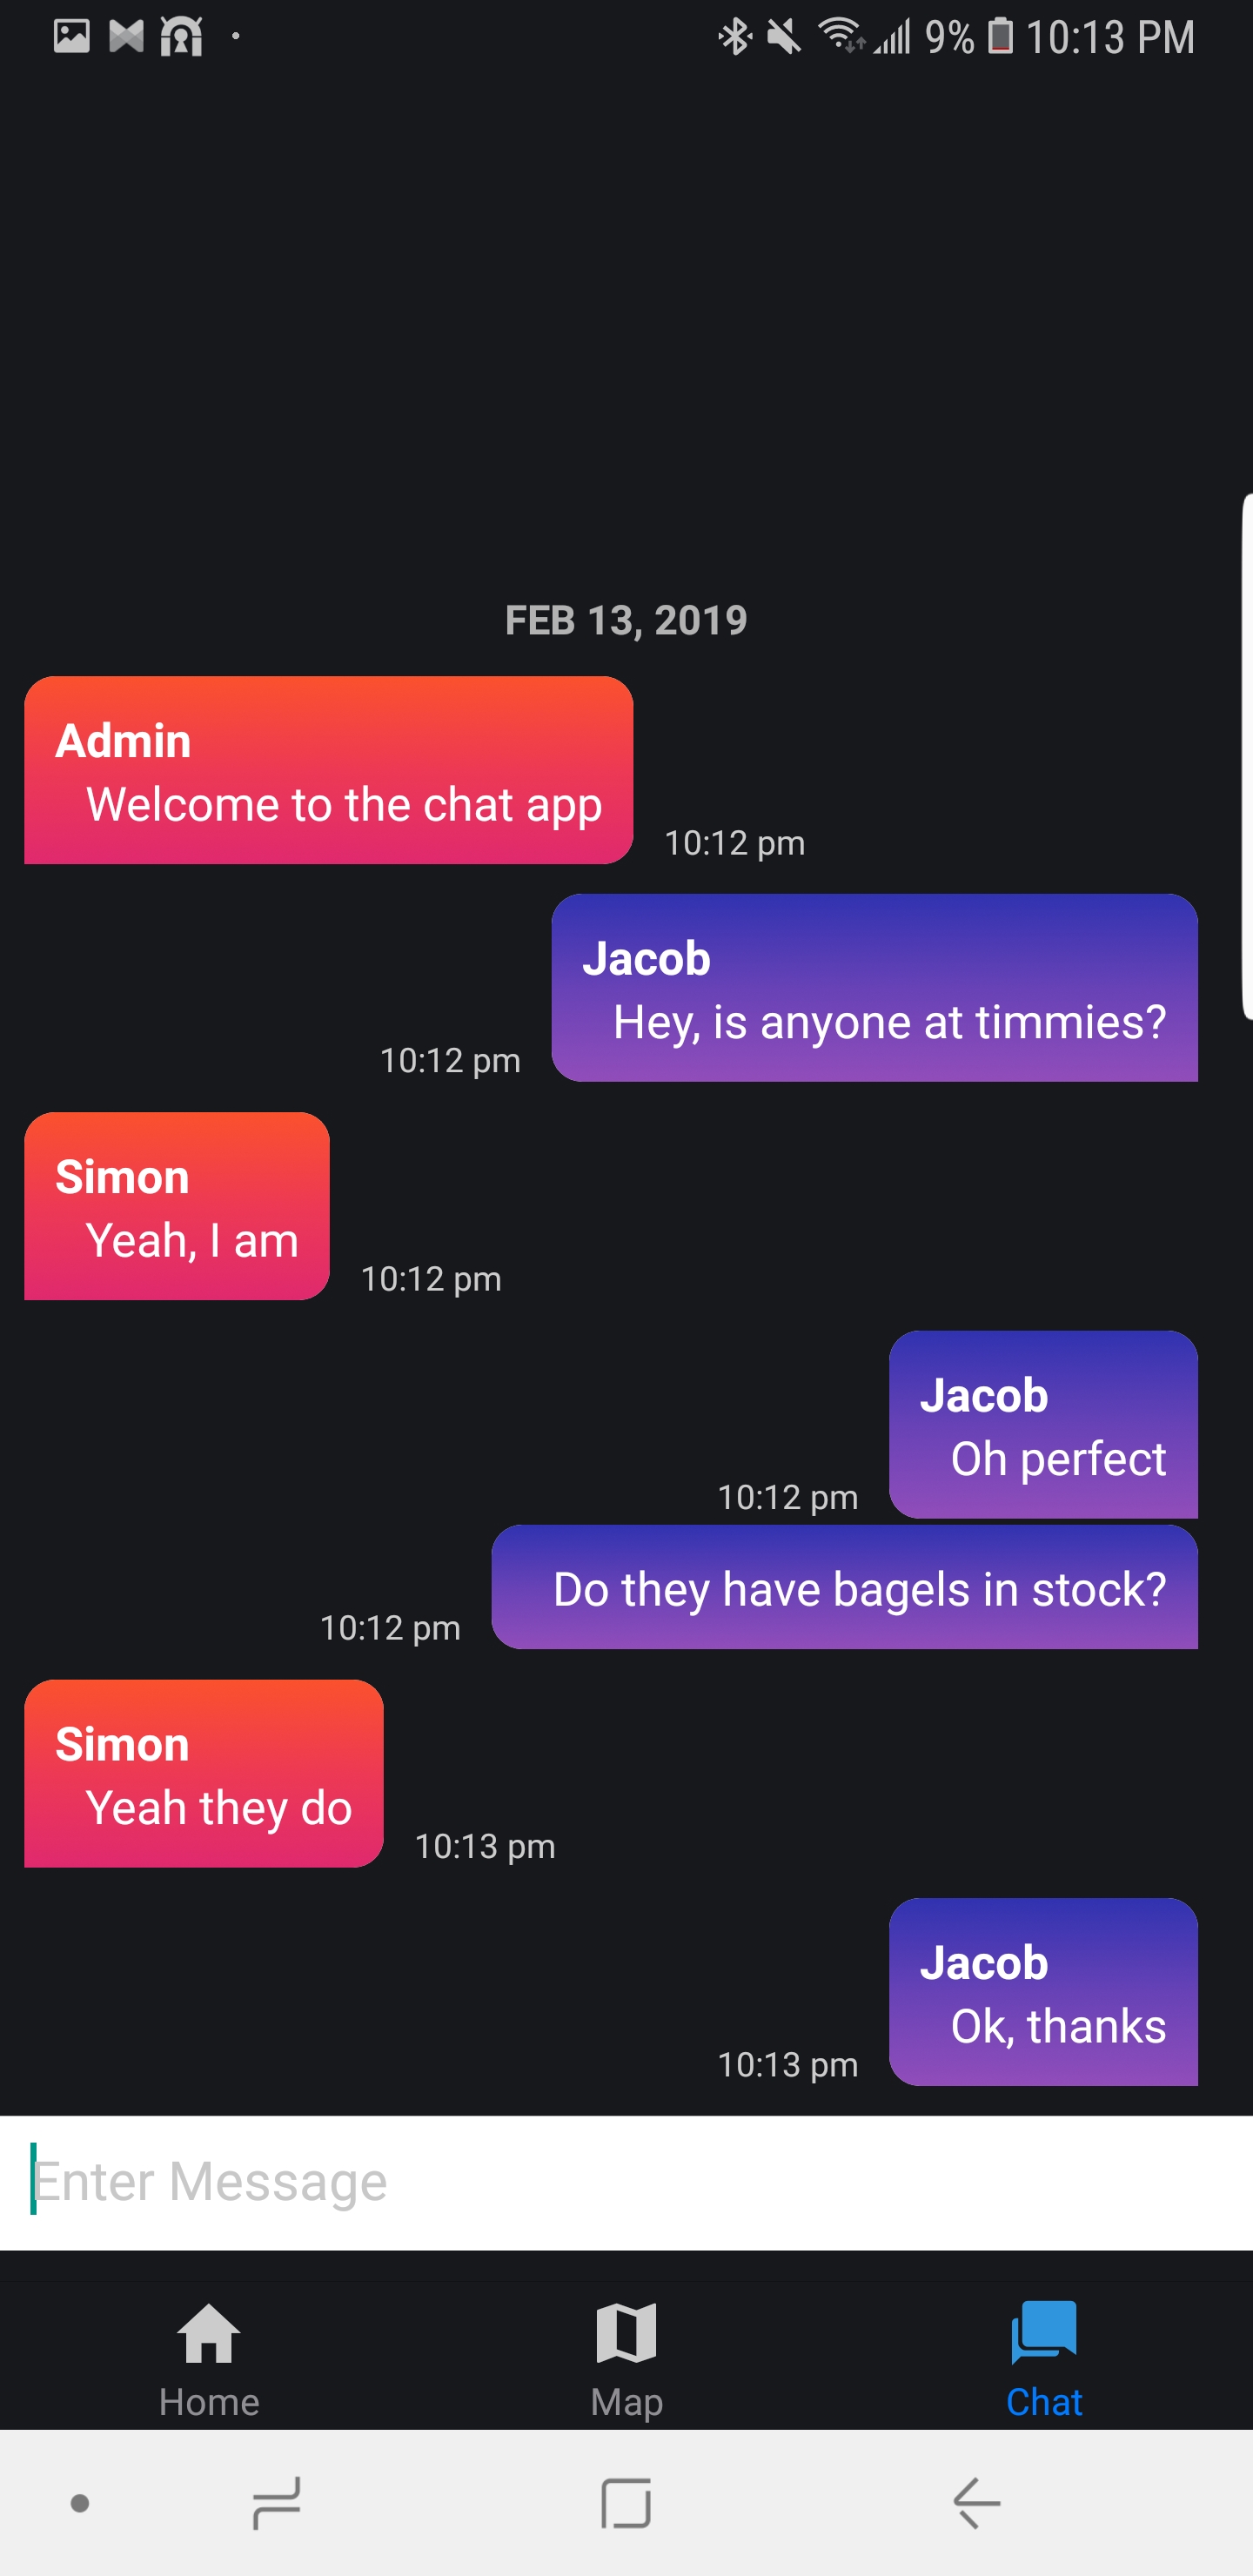 9% 10:13 PM
FEB 13, 2019
Admin
Welcome to the chat app
10:12 pm
Jacob
Hey, is anyone at timmies?
10:12 pm
Simon
Yeah, I am
10:12 pm
Jacob
Oh perfect
10:12 pm
Do they have bagels in stock?
10:12 pm
Simon
Yeah they do
10:13 pm
Jacob
Ok, thanks
10:13 pm
Enter Message
Home Map Chat